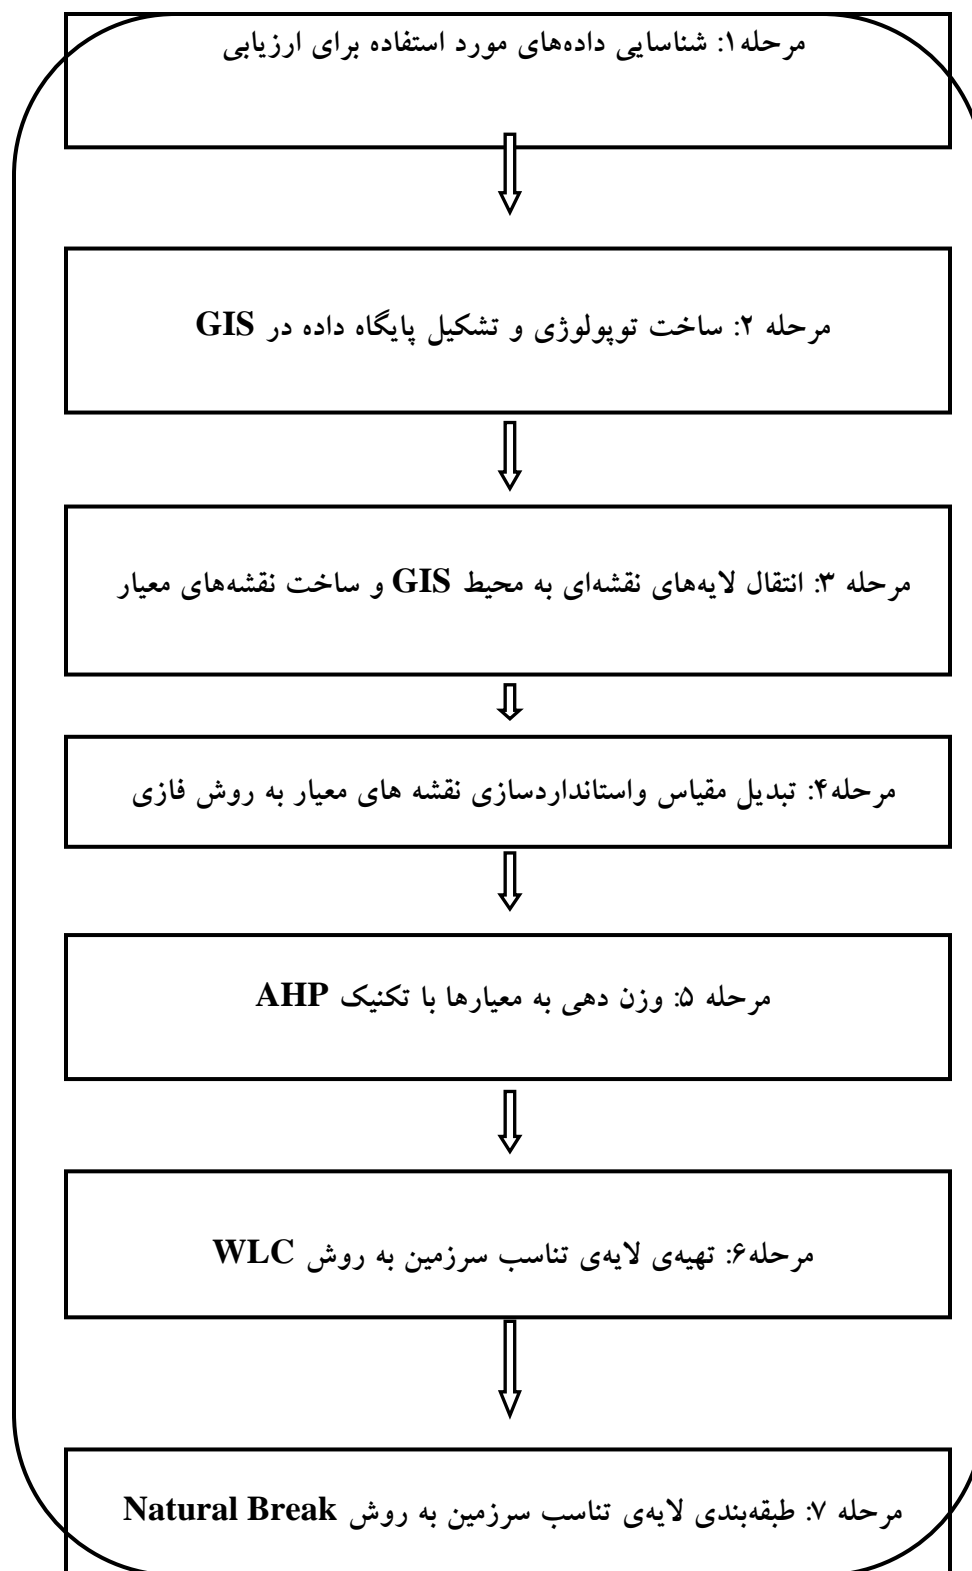 مرحله۱: شناسایی داده‌های مورد استفاده برای ارزیابی
مرحله ۲: ساخت توپولوژی و تشکیل پایگاه داده در GIS
مرحله ۳: انتقال لایه‌های نقشه‌ای به محیط GIS و ساخت نقشه‌های معیار
مرحله۴: تبدیل مقیاس واستانداردسازی نقشه های معیار به روش فازی
مرحله ۵: وزن دهی به معیارها با تکنیک AHP
مرحله۶: تهیه‌ی لایه‌ی تناسب سرزمین به روش WLC
مرحله ۷: طبقه‌بندی لایه‌ی تناسب سرزمین به روش Natural Break